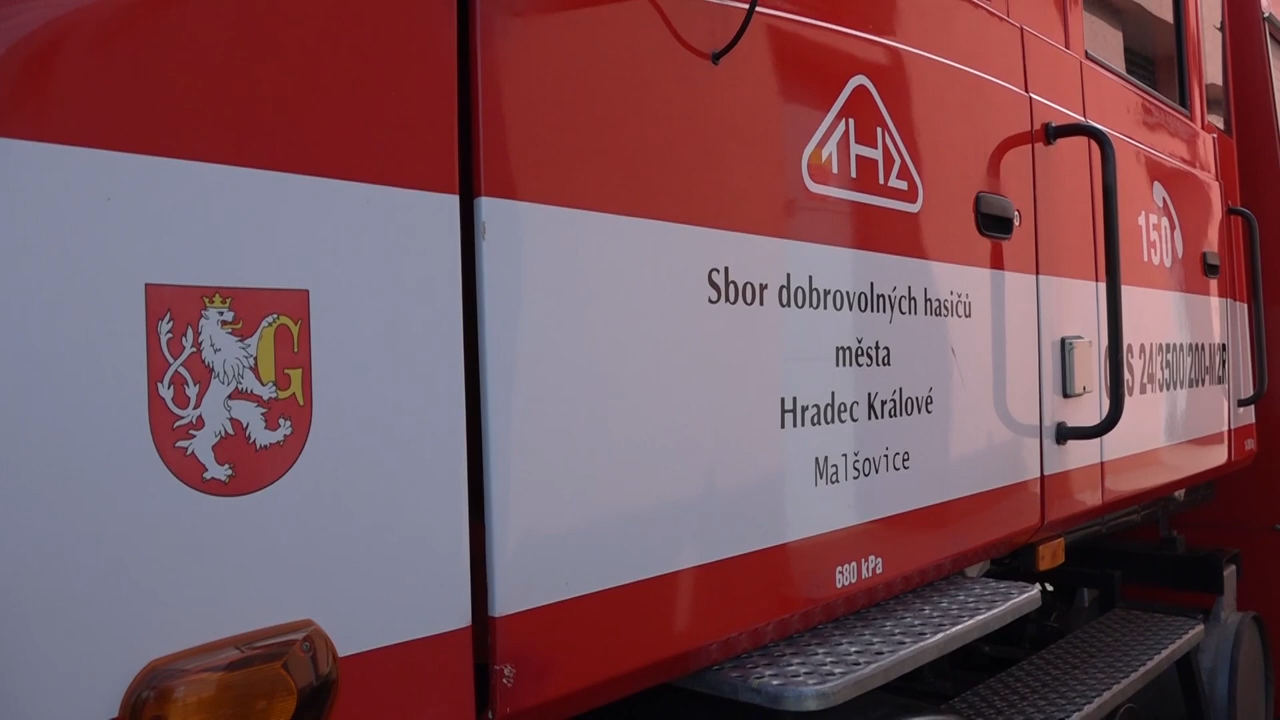 G
THZ
150
Sbor dobrovolných hasičů
města
Hradec Králové
Malšovice
24/3500/200-M2R
680 kPa